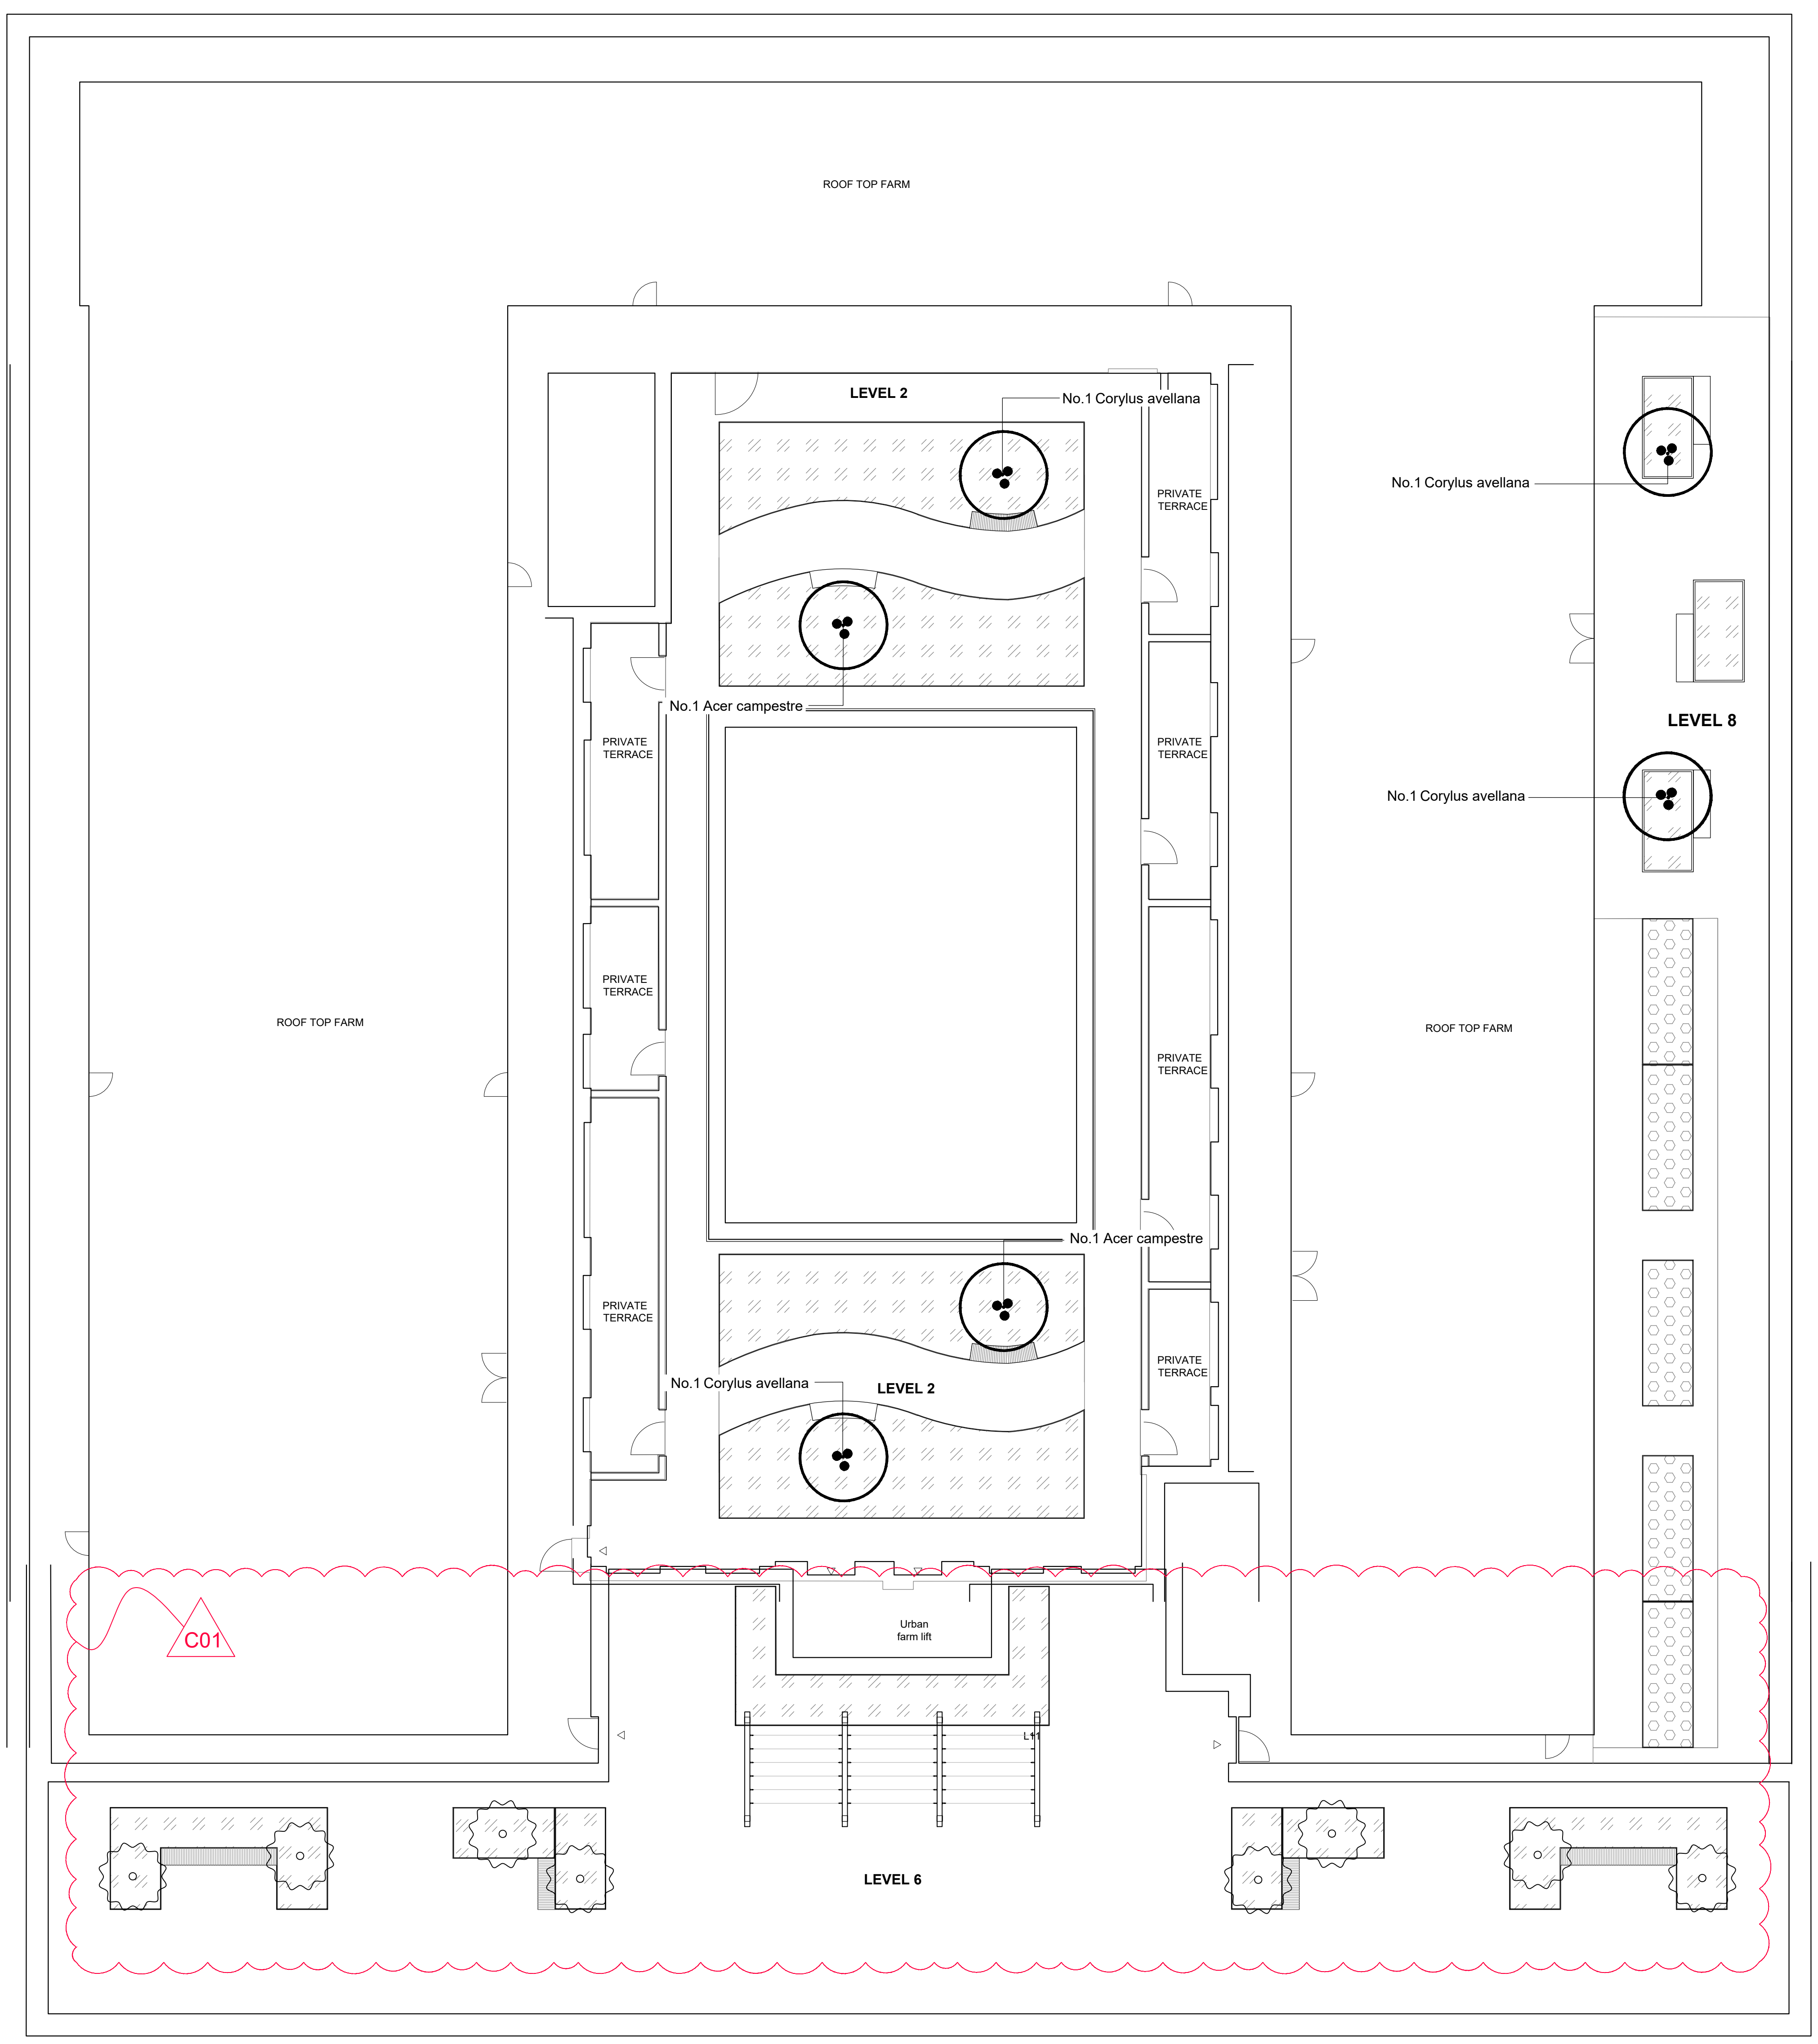 ROOF TOP FARM
LEVEL 2
No.1 Corylus avellana
No.1 Corylus avellana
PRIVATE
TERRACE
No.1 Acer campestre
LEVEL 8
PRIVATE
TERRACE
PRIVATE
TERRACE
No.1 Corylus avellana
PRIVATE
TERRACE
ROOF TOP FARM
ROOF TOP FARM
PRIVATE
TERRACE
No.1 Acer campestre
PRIVATE
TERRACE
PRIVATE
TERRACE
No.1 Corylus avellana
LEVEL 2
Urban
farm lift
C01
L11
LEVEL 6